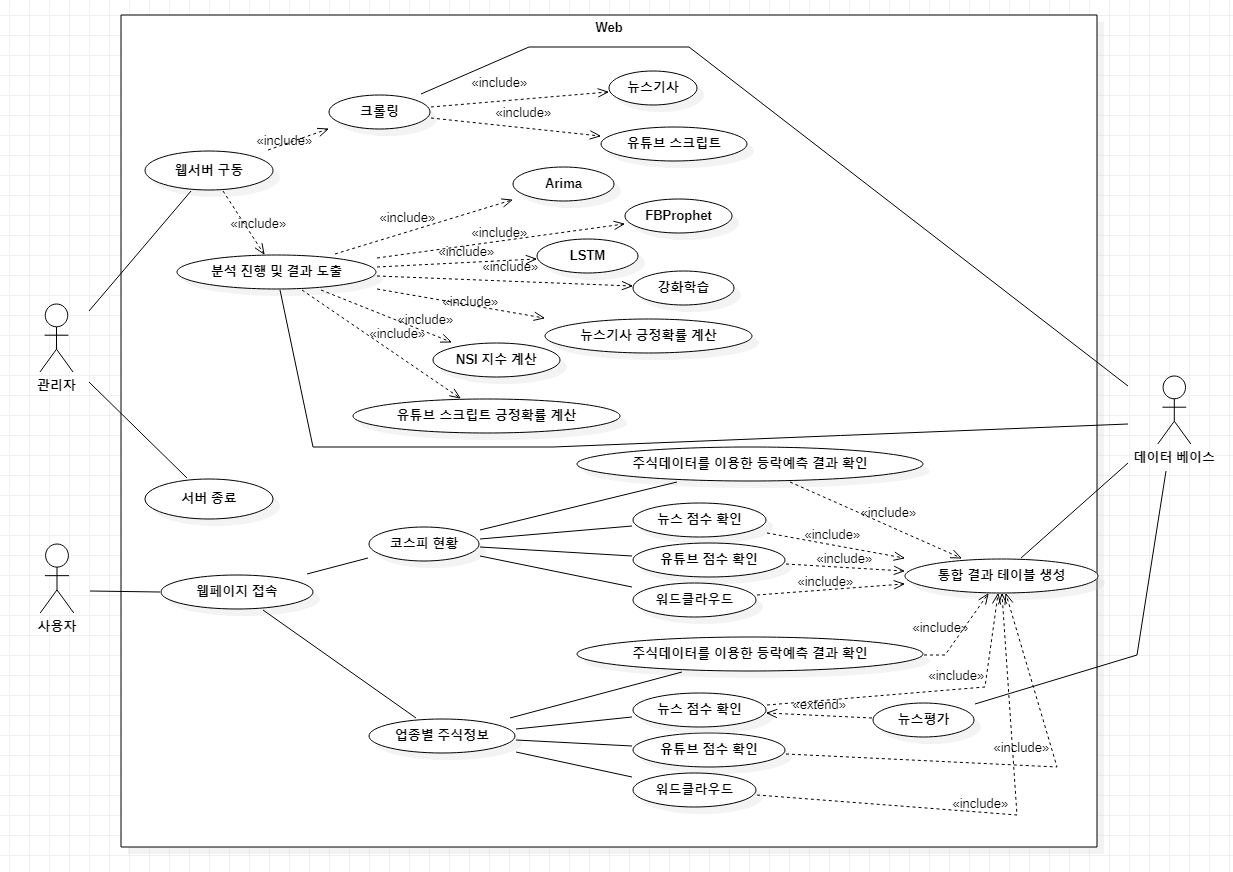 Web
«include»
뉴스기사
크롤링
«include»
«include»
유튜브 스크립트
웹서버 구동
Arima
«include»
FBProphet
«include»
«include»
«include»
LSTM
«include»
분석 진행 및 결과 도출
강화학습
«include»
«include»
뉴스기사 긍정확률 계산
«include»
NSI 지수 계산
관리자
유튜브 스크립트 긍정확률 계산
데이터 베이스
주식데이터를 이용한 등락예측 결과 확인
서버 종료
뉴스 점수 확인
«include»
«include»
코스피 현황
유튜브 점수 확인
«include»
통합 결과 테이블 생성
«include»
웹페이지 접속
워드클라우드
사용자
«include»
주식데이터를 이용한 등락예측 결과 확인
«include»
뉴스 점수 확인
«extend»
뉴스평가
업종별 주식정보
유튜브 점수 확인
«include»
워드클라우드
«include»